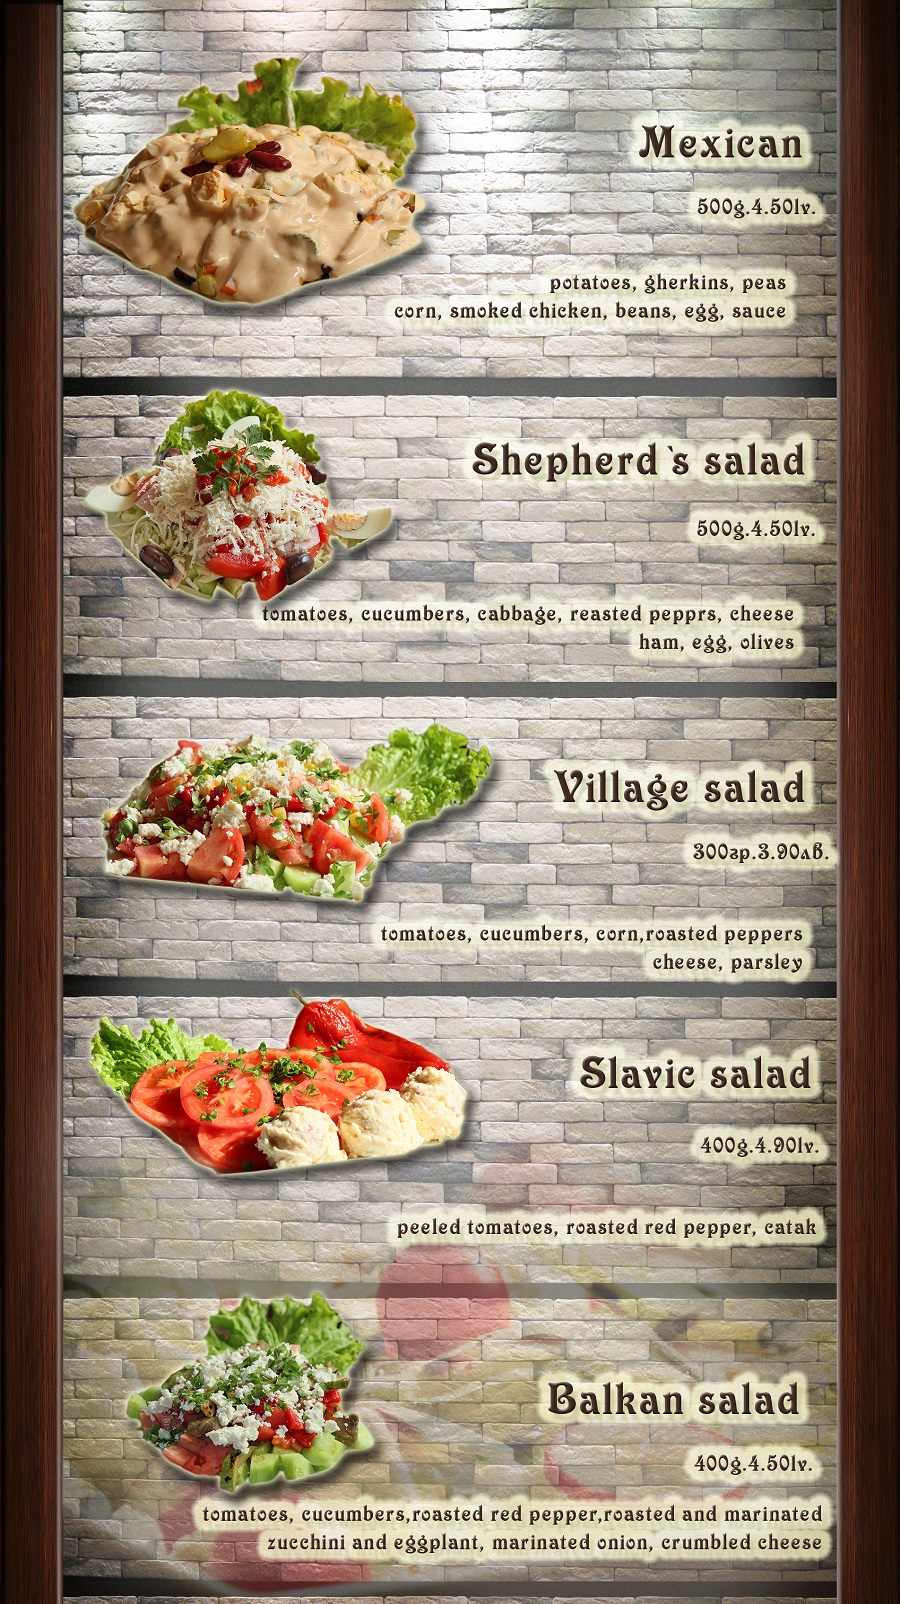 Mexican
500g.4.50lv.
potatoes, gherkins, peas
corn, smoked chicken, beans, egg, sauce
Shepherd`s salad
500g.4.50lv.
tomatoes, cucumbers, cabbage, reasted pepprs, cheese
ham, egg, olives
Village salad
300гр.3.90лв.
tomatoes, cucumbers, corn,roasted peppers
cheese, parsley
Slavic salad
400g.4.90lv.
peeled tomatoes, roasted red pepper, catak
Balkan salad
400g.4.50lv.
tomatoes, cucumbers,roasted red pepper,roasted and marinated
zucchini and eggplant, marinated onion, crumbled cheese